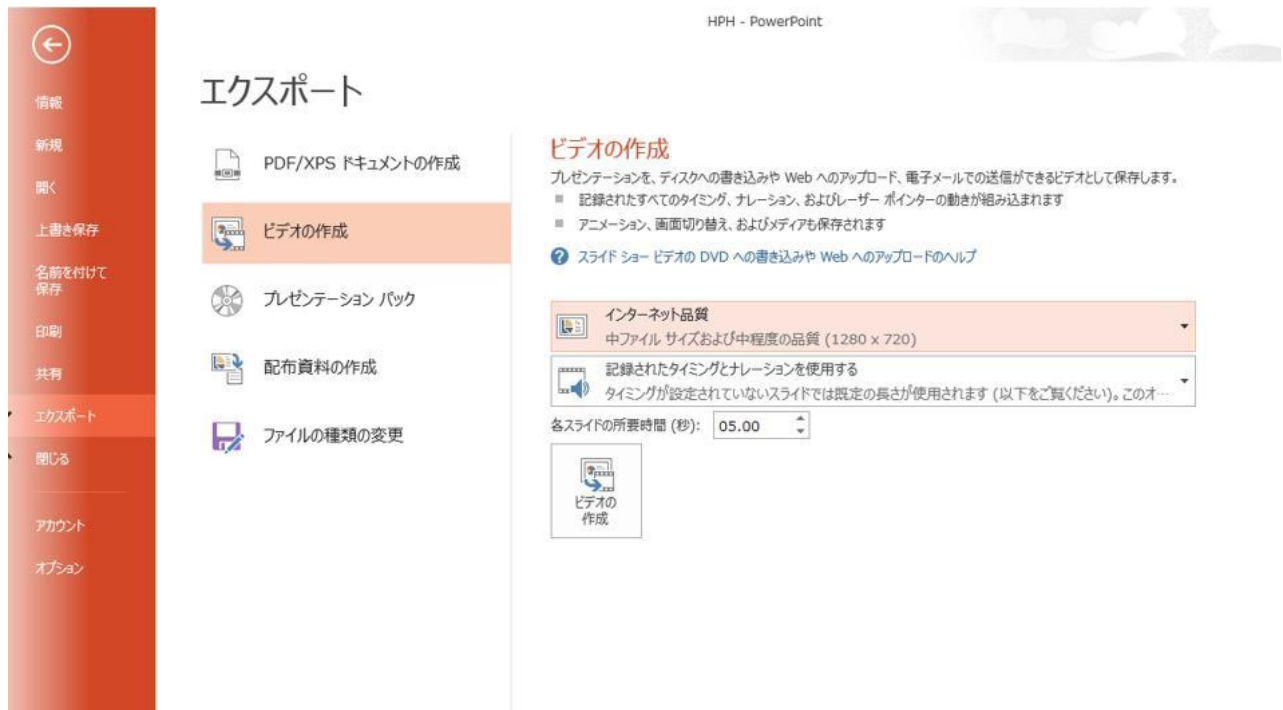 HPH - PowerPoint
情報
新規
開く
上書き保存
名前を付けて
保存
印刷
共有
エクスポート
閉じる
アカウント
オプション
エクスポート
PDF/XPS ドキュメントの作成
ビデオの作成
プレゼンテーション パック
配布資料の作成
ファイルの種類の変更
ビデオの作成
プレゼンテーションを、ディスクへの書き込みや Web へのアップロード、電子メールでの送信ができるビデオとして保存します。
記録されたすべてのタイミング、ナレーション、およびレーザー ポインターの動きが組み込まれます
アニメーション、画面切り替え、およびメディアも保存されます
スライド ショー ビデオの DVD への書き込みや Web へのアップロードのヘルプ
インターネット品質
中ファイル サイズおよび中程度の品質 (1280 x 720)
記録されたタイミングとナレーションを使用する
タイミングが設定されていないスライドでは既定の長さが使用されます (以下をご覧ください)。このオ…
各スライドの所要時間 (秒): 05.00
ビデオの
作成